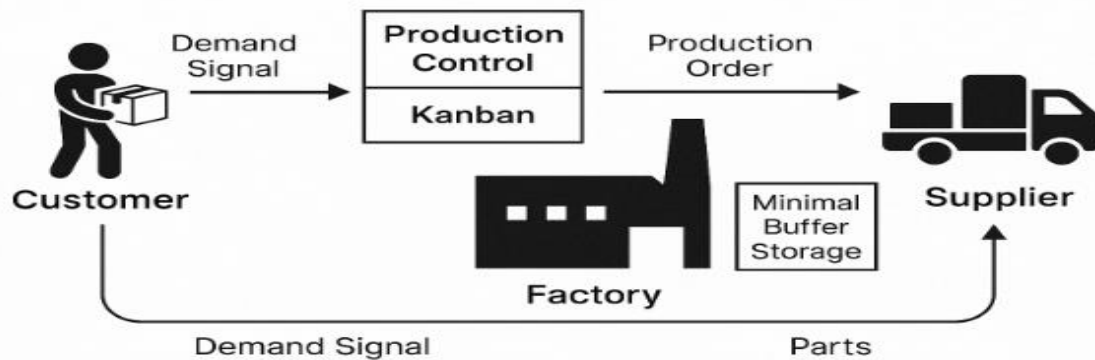 Demand
Signal
Production
Control
Kanban
Production
Order
Customer
Supplier
Minimal
Buffer
Storage
Factory
Demand Signal
Parts